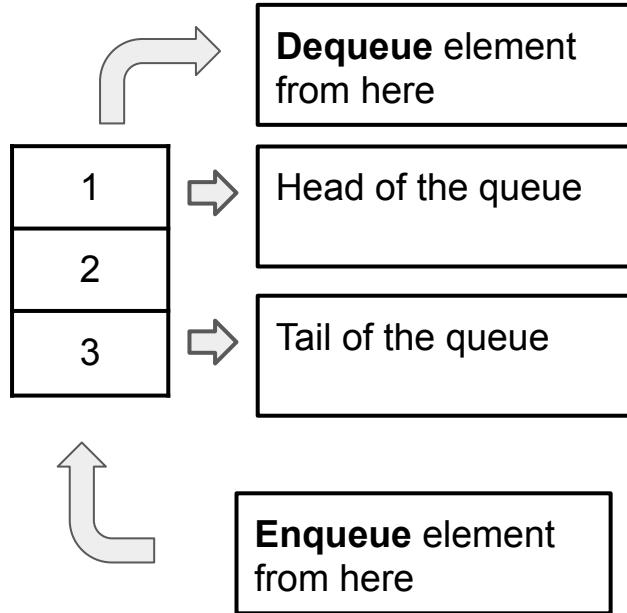 Dequeue element
from here
1
Head of the queue
2
3
Tail of the queue
Enqueue element
from here